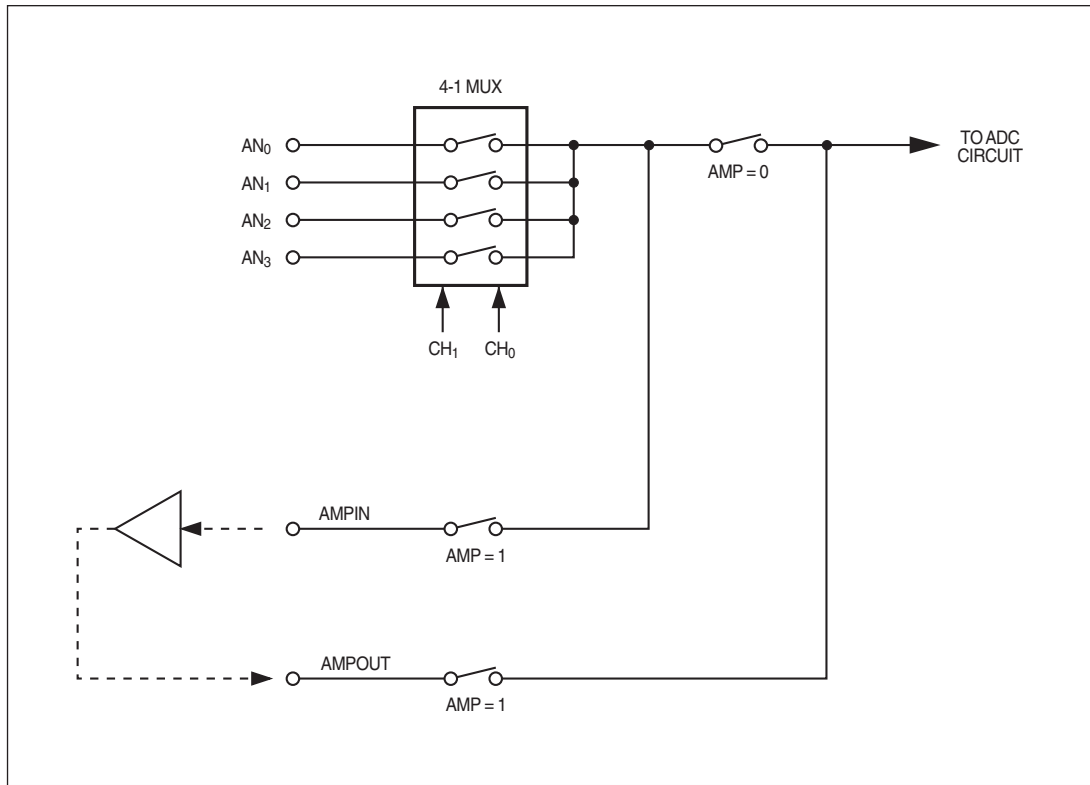 4-1 MUX
AN0
AN1
AN2
AN3
AMP = 0
TO ADC
CIRCUIT
CH1
CH0
AMPIN
AMP = 1
AMPOUT
AMP = 1